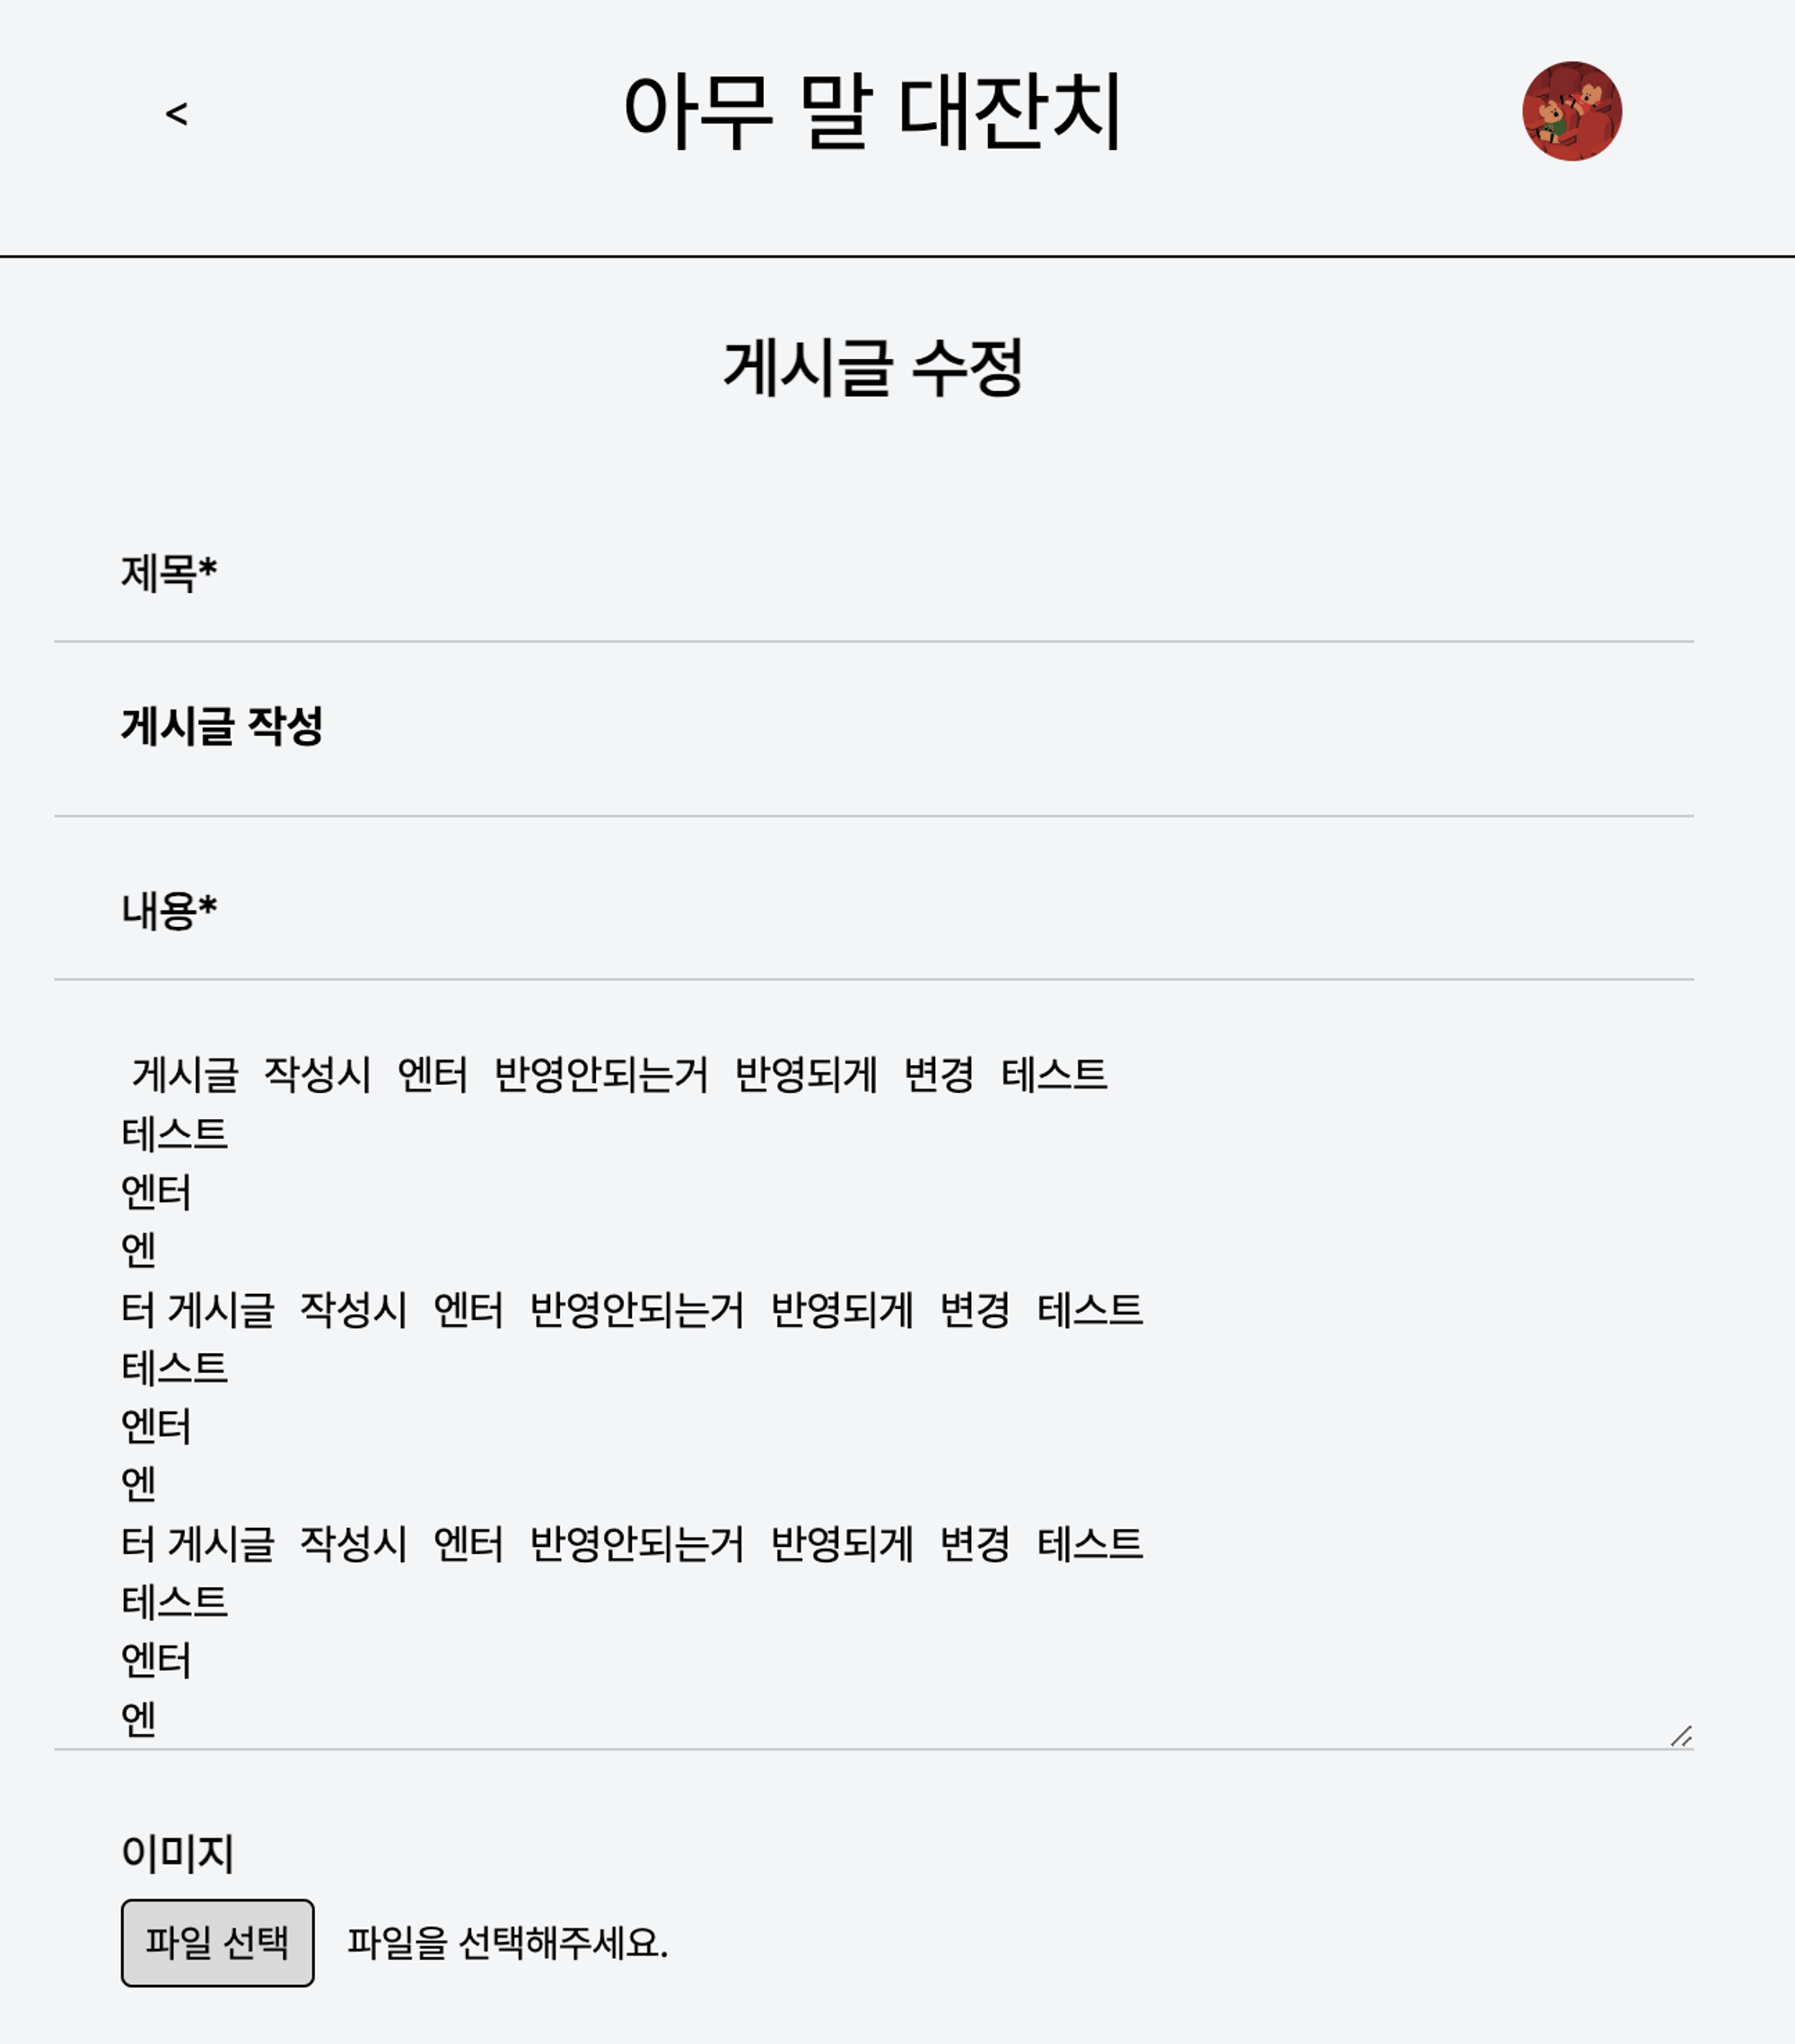 <
아무 말 대잔치
게시글 수정
제목*
게시글 작성
내용*
게시글 작성시 엔터 반영안되는거 반영되게 변경 테스트
테스트
엔터
엔
터 게시글 작성시 엔터 반영안되는거 반영되게 변경 테스트
테스트
엔터
엔
터 게시글 작성시 엔터 반영안되는거 반영되게 변경 테스트
테스트
엔터
엔
이미지
파일 선택 파일을 선택해주세요.